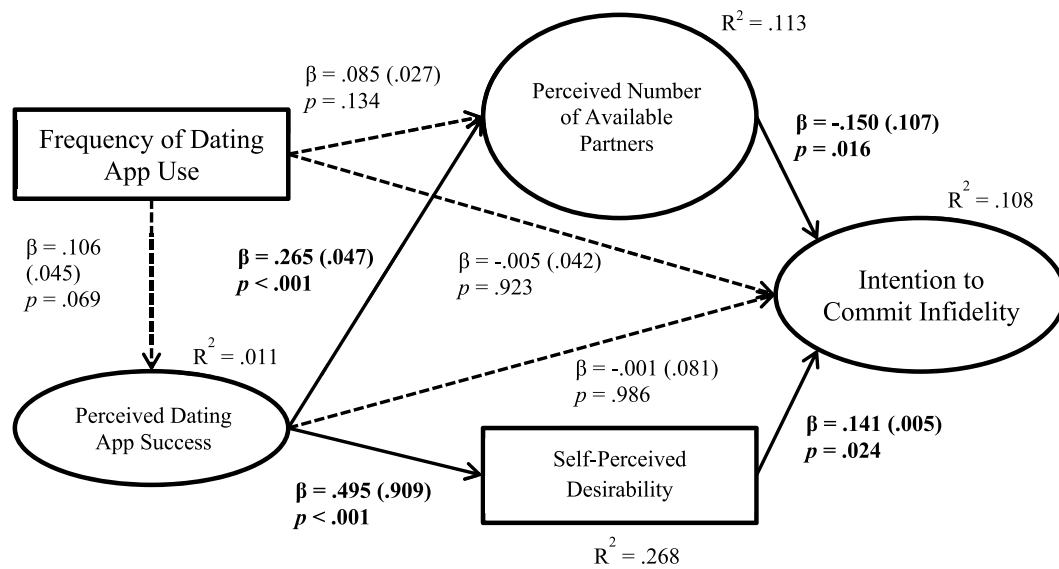 R² = .113
β = .085 (.027)
p = .134
Perceived Number
of Available
Partners
Frequency of Dating
App Use
β = -.150 (.107)
p = .016
R² = .108
β = .106
(.045)
p = .069
β = .265 (.047)
p < .001
β = -.005 (.042)
p = .923
Intention to
Commit Infidelity
R² = .011
β = -.001 (.081)
p = .986
Perceived Dating
App Success
β = .141 (.005)
p = .024
Self-Perceived
Desirability
β = .495 (.909)
p < .001
R² = .268